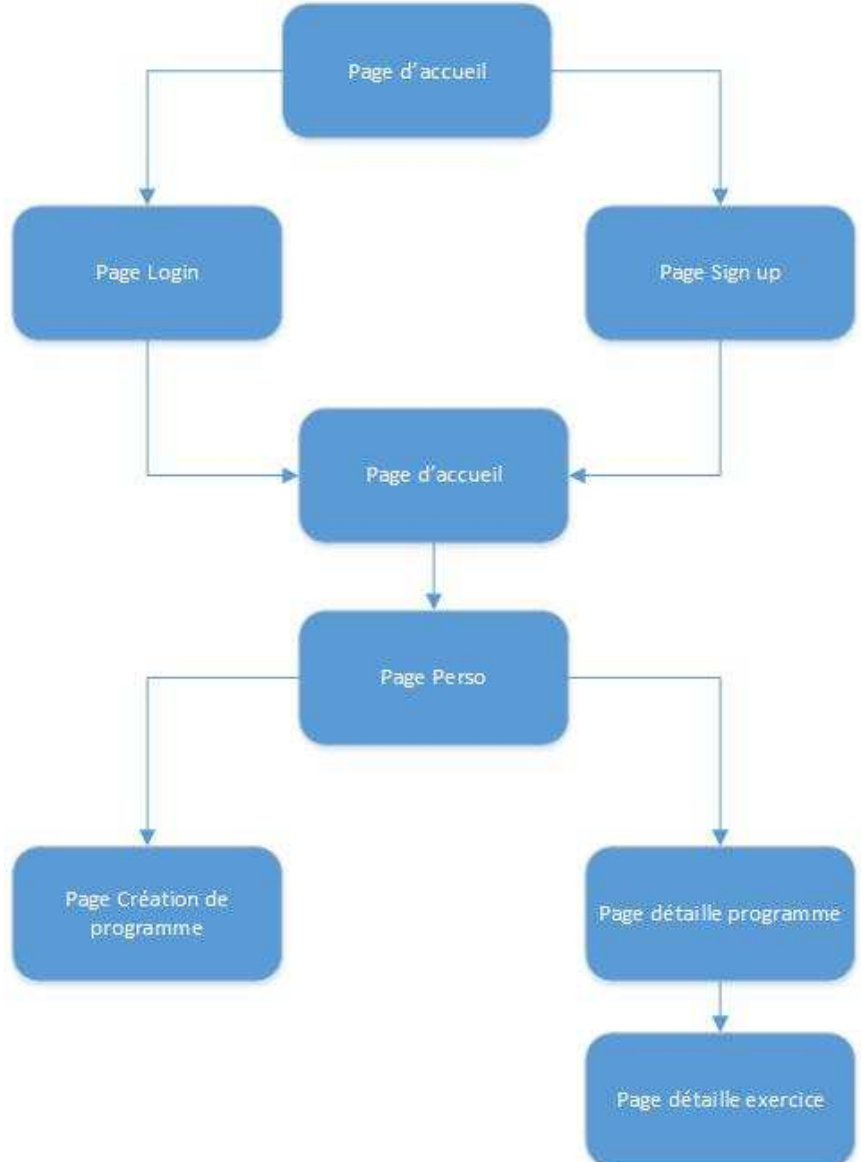 Page d'accueil
Page Login
Page Sign up
Page d'accueil
Page Perso
Page Création de
programme
Page détaille programme
Page détaille exercice